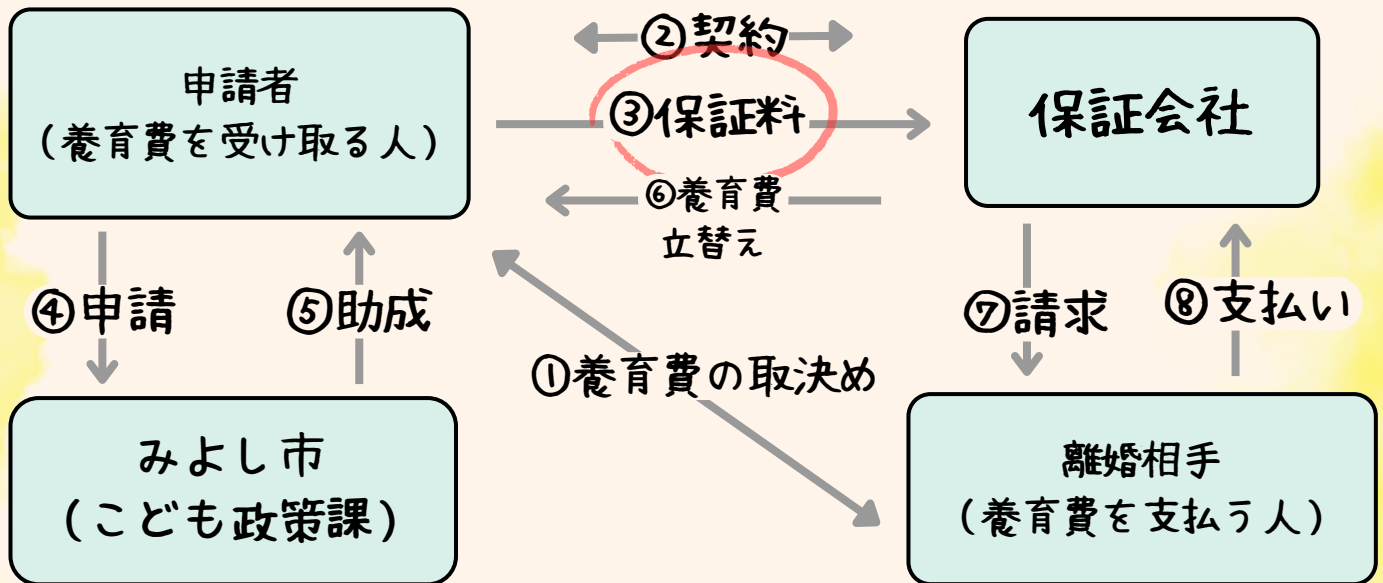 申請者
(養育費を受け取る人)
②契約
③保証料
⑥養育費
立替え
保証会社
④申請
⑤助成
①養育費の取決め
⑦請求
⑧支払い
みよし市
(こども政策課)
離婚相手
(養育費を支払う人)